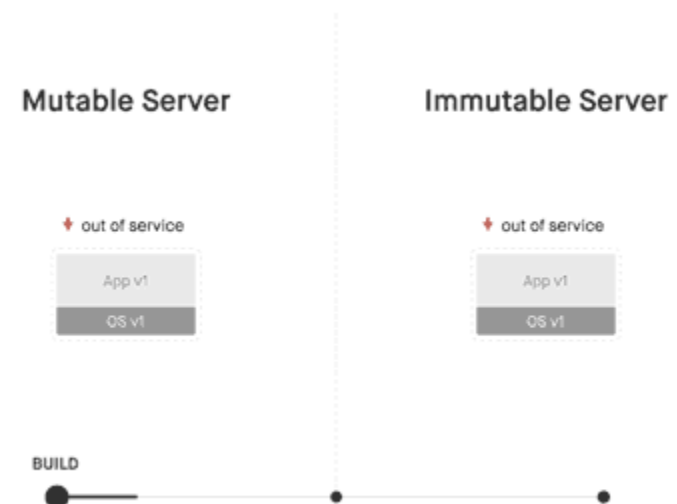 Mutable Server
Immutable Server
out of service
out of service
App v1
App v1
OS v1
OS v1
BUILD